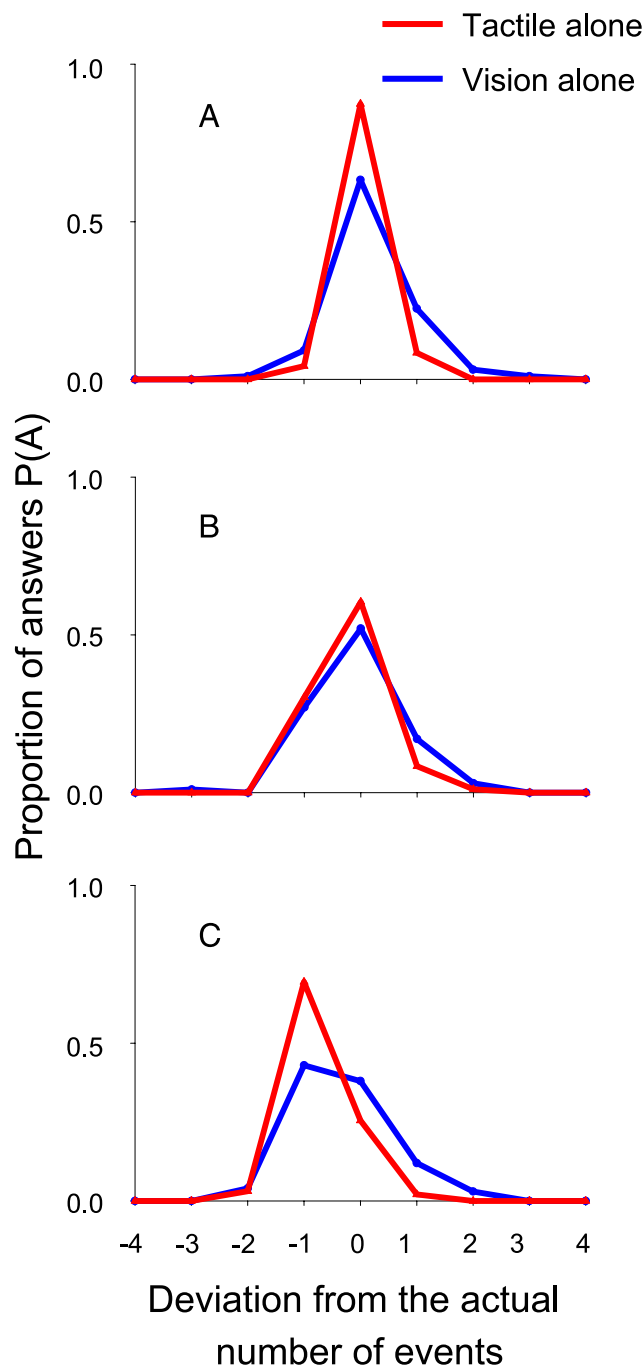 Tactile alone
Vision alone
A
1.0
0.5
0.0
B
1.0
0.5
0.0
C
1.0
0.5
0.0
Proportion of answers P(A)
-4 -3 -2 -1 0 1 2 3 4
Deviation from the actual
number of events